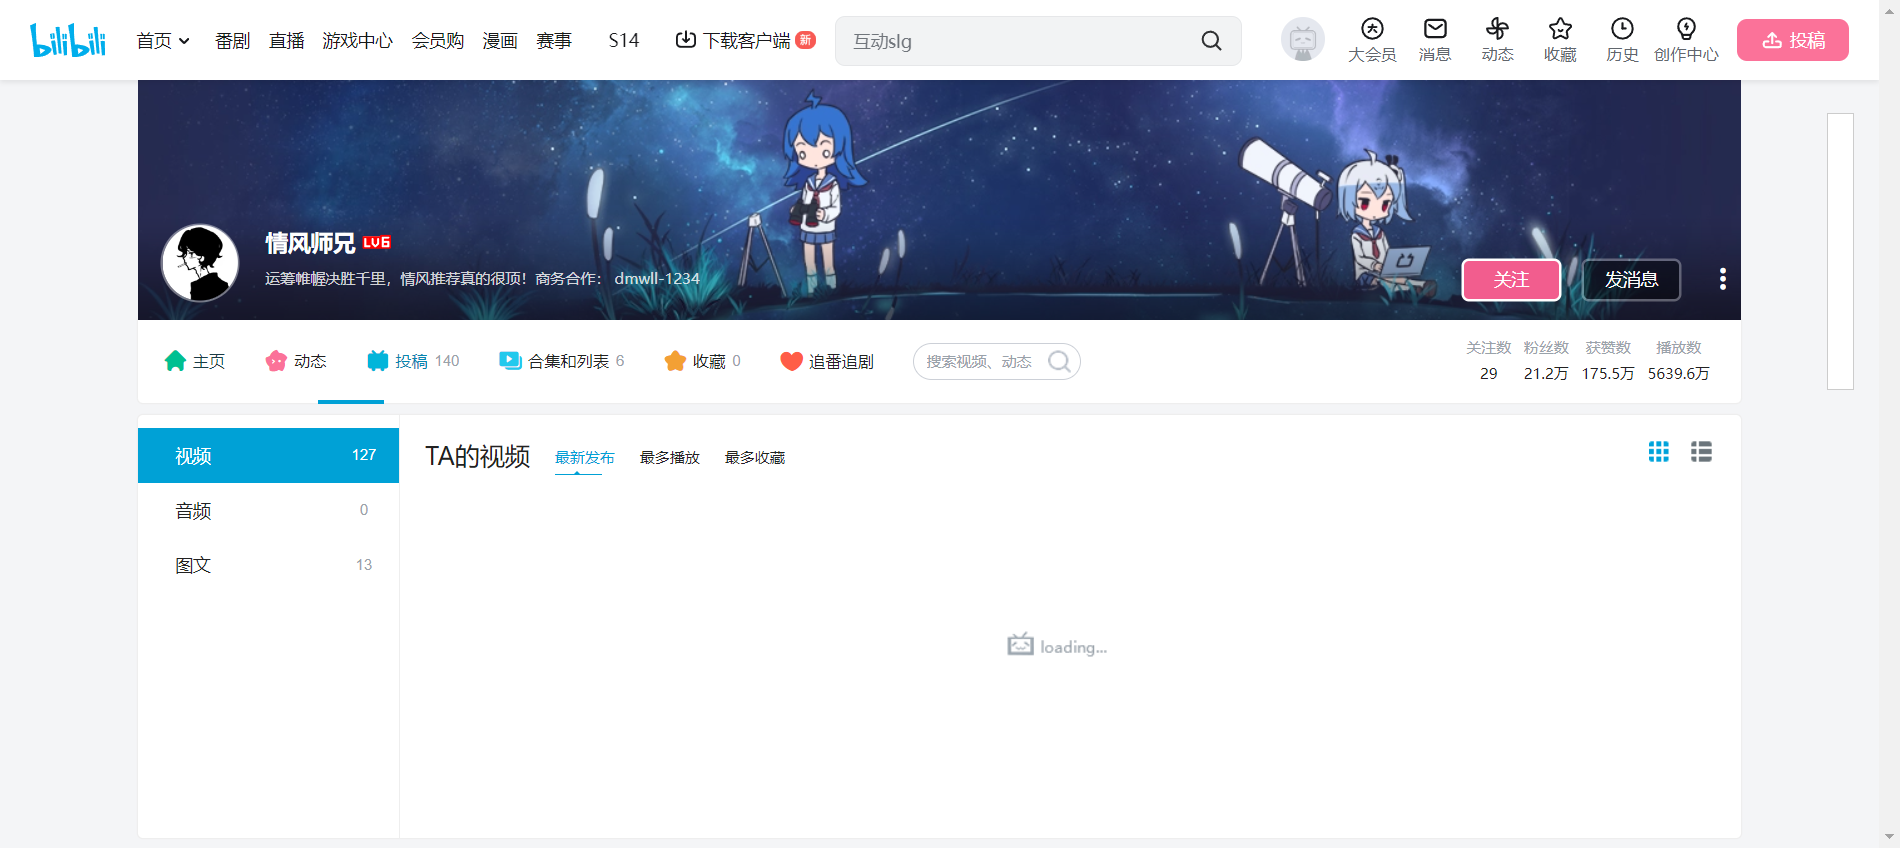 bilibili 首页 番剧 直播 游戏中心 会员购 漫画 赛事 S14 下载客户端 新 互动slg 大会员 消息 动态 收藏 历史 创作中心 投稿
情风师兄 LV6
运筹帷幄决胜千里，情风推荐真的很顶！商务合作： dmwll-1234
关注 发消息
主页 动态 投稿 140 合集和列表 6 收藏 0 追番追剧 搜索视频、动态
关注数 粉丝数 获赞数 播放数
29 21.2万 175.5万 5639.6万
视频 127
音频 0
图文 13
TA的视频 最新发布 最多播放 最多收藏
loading...